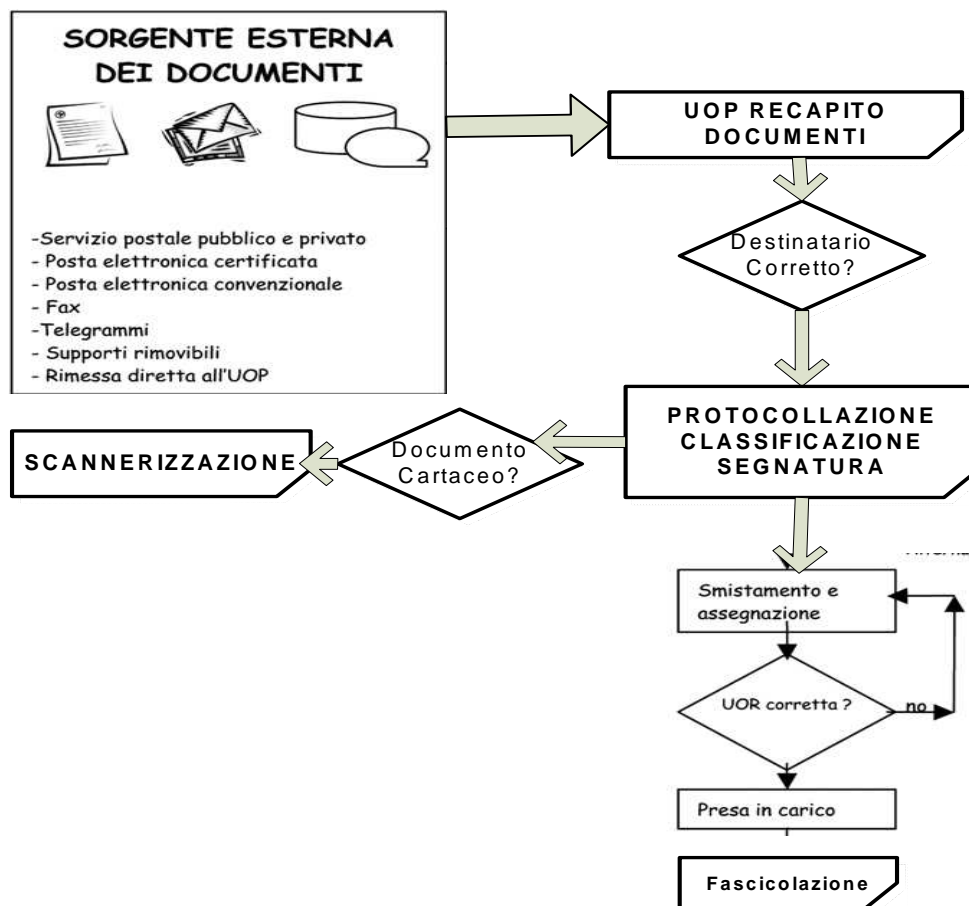 SORGENTE ESTERNA
DEI DOCUMENTI
-Servizio postale pubblico e privato
- Posta elettronica certificata
- Posta elettronica convenzionale
- Fax
-Telegrammi
- Supporti rimovibili
- Rimessa diretta all'UOP
UOP RECAPITO
DOCUMENTI
Destinatario
Corretto?
PROTOCOLLAZIONE
CLASSIFICAZIONE
SEGNATURA
Documento
Cartaceo?
SCANNERIZZAZIONE
Smistamento e
assegnazione
UOR corretta ?
no
Presa in carico
Fascicolazione